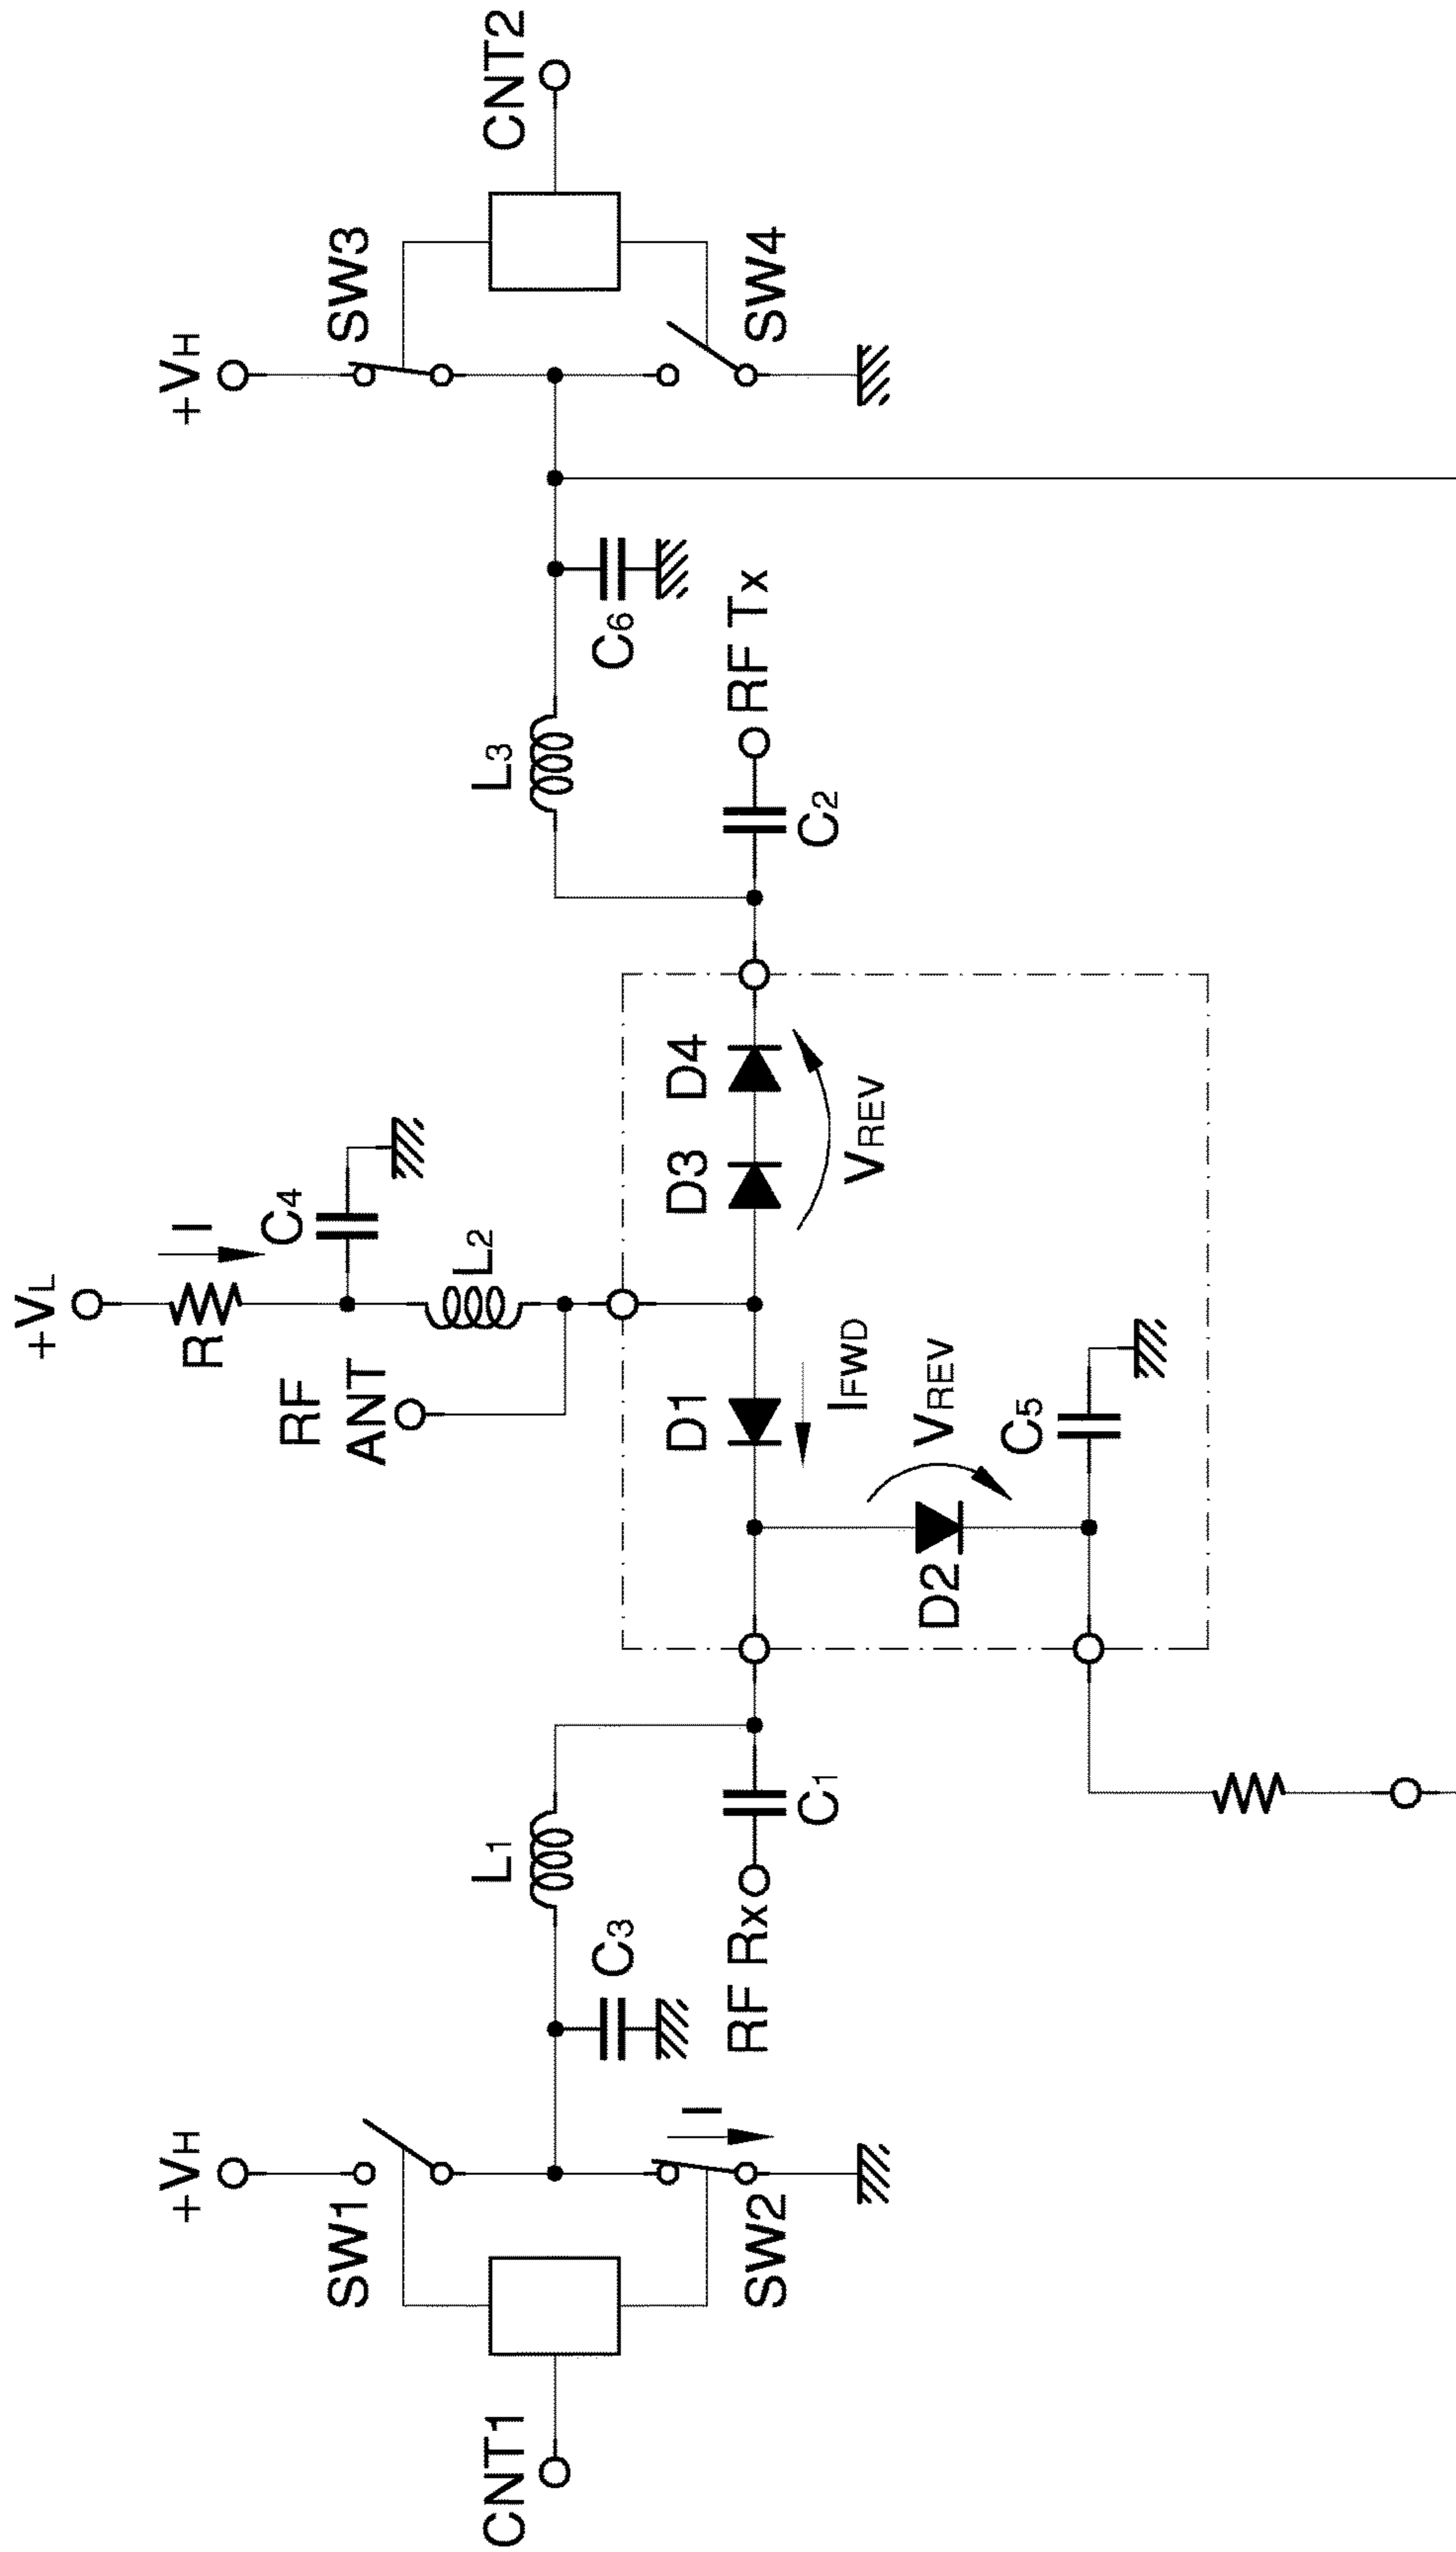 +VL
R
I
C4
L2
RF
ANT
+VH
SW1
CNT1
SW2
I
C3
L1
RF Rx
C1
D1
IFWD
D2
VREV
C5
D3
D4
VREV
L3
C2
RF Tx
C6
+VH
SW3
SW4
CNT2